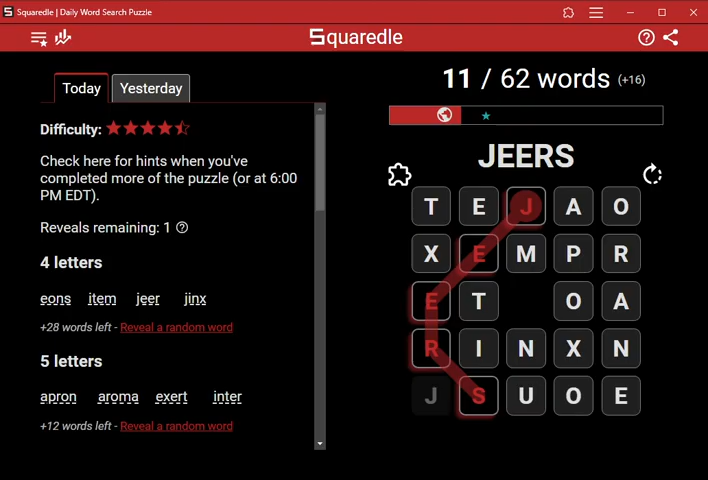 Squaredle | Daily Word Search Puzzle
Squaredle
Today Yesterday
11 / 62 words (+16)
Difficulty:
Check here for hints when you've
completed more of the puzzle (or at 6:00
PM EDT).
Reveals remaining: 1
4 letters
eons item jeer jinx
+28 words left - Reveal a random word
5 letters
apron aroma exert inter
+12 words left - Reveal a random word
JEERS
T E J A O
X E M P R
E T O A
R I N X N
J S U O E